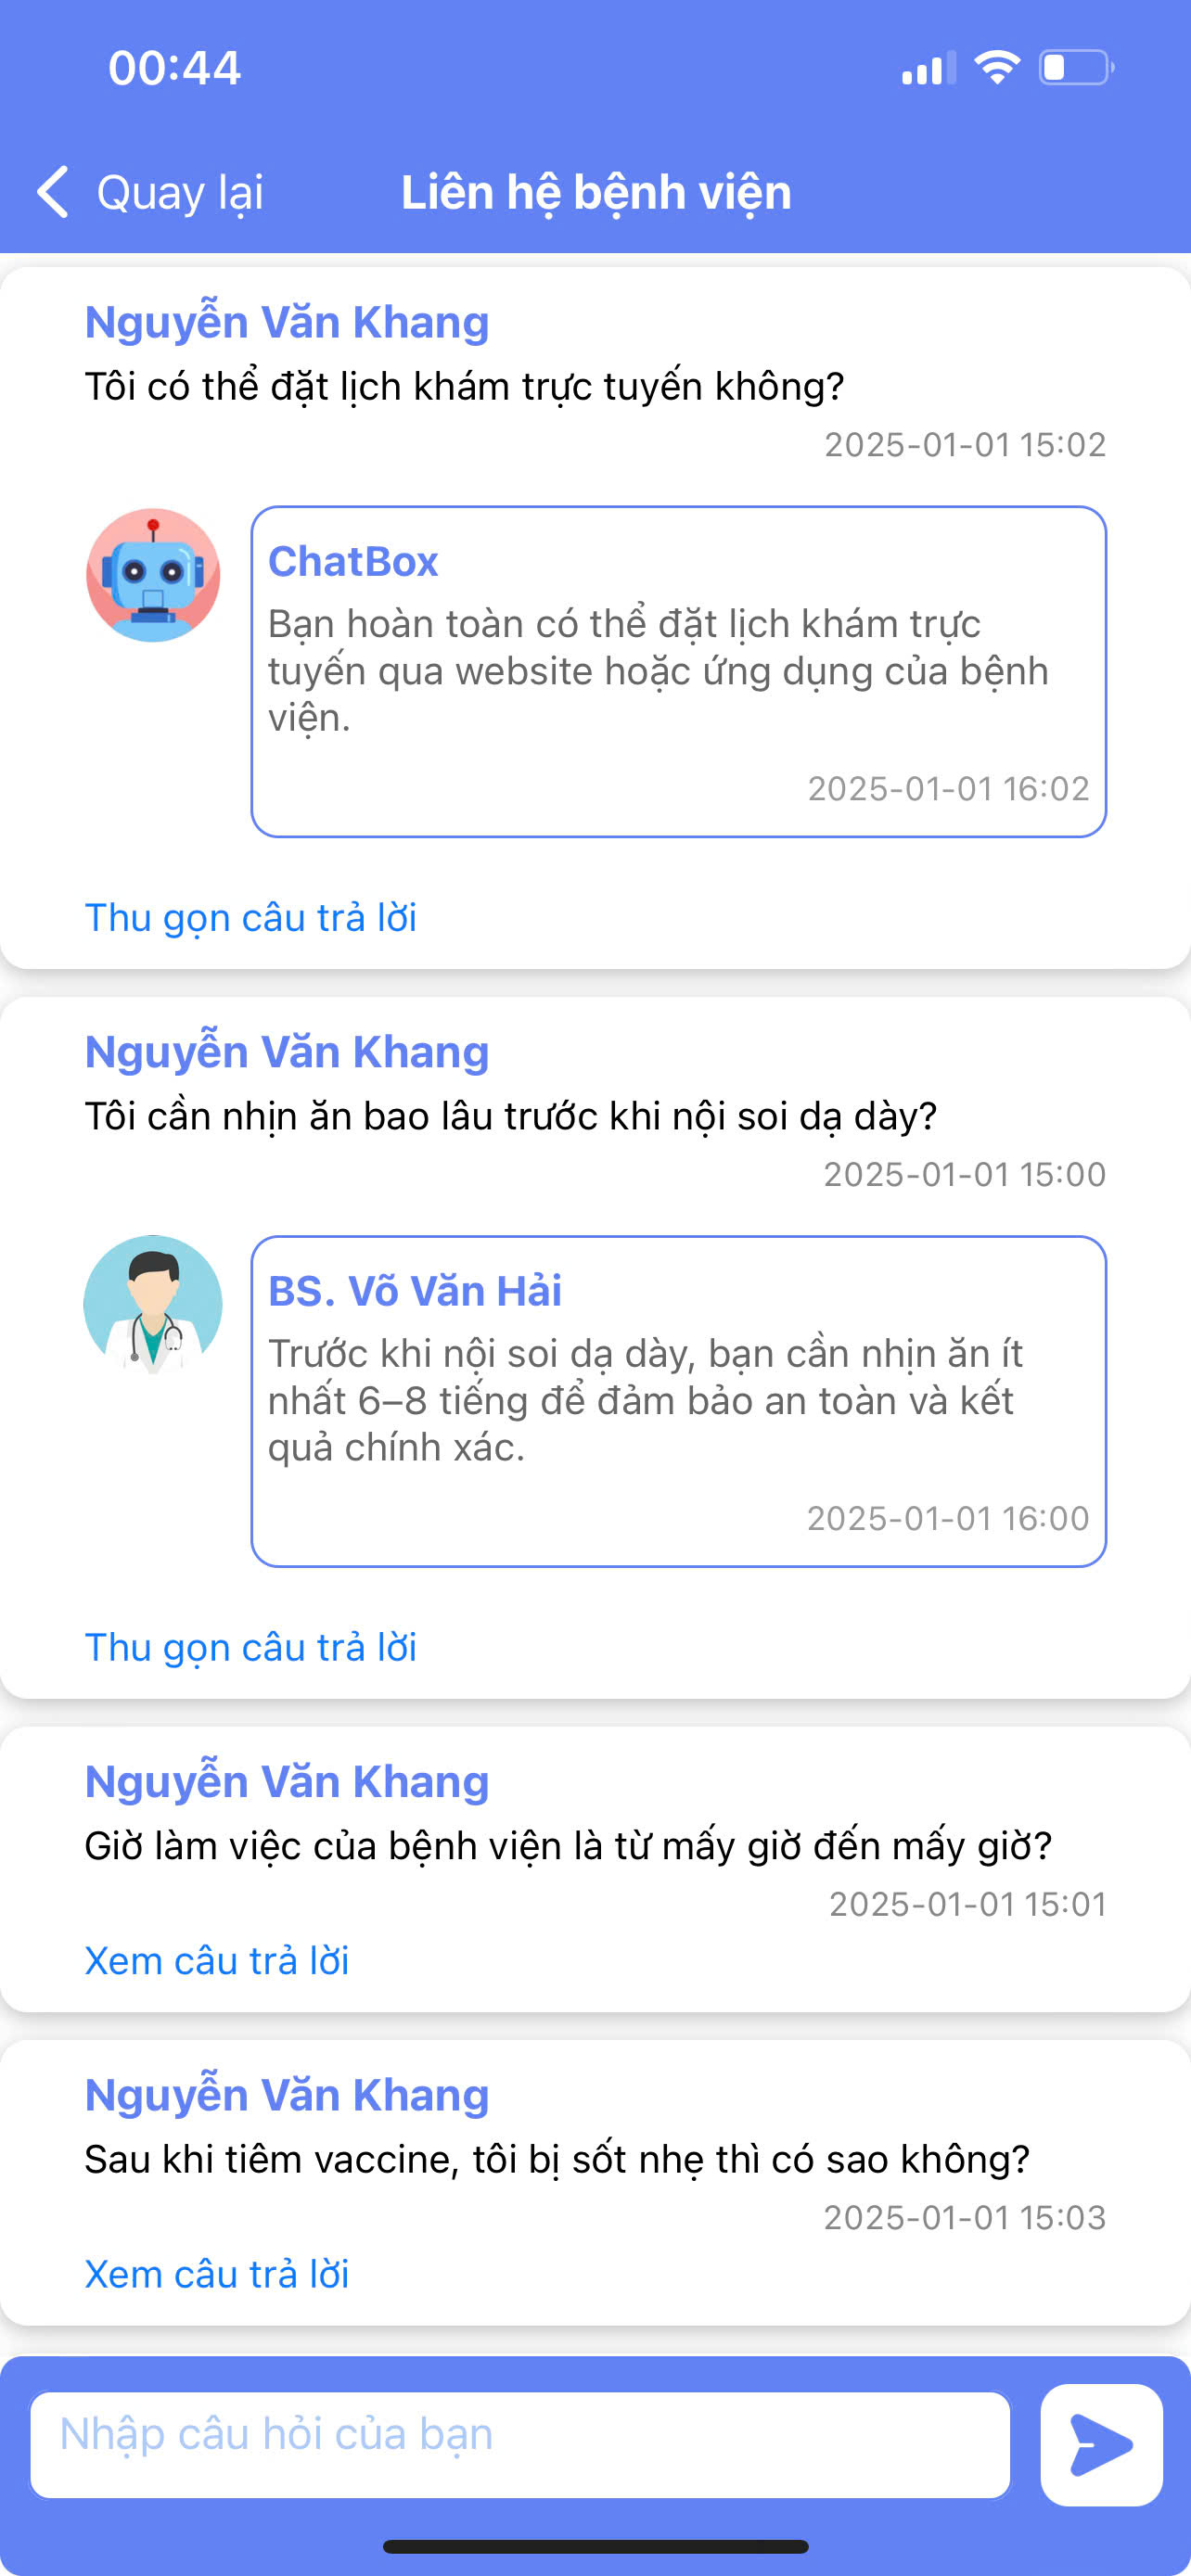 00:44
Quay lại
Liên hệ bệnh viện
Nguyễn Văn Khang
Tôi có thể đặt lịch khám trực tuyến không?
2025-01-01 15:02
ChatBox
Bạn hoàn toàn có thể đặt lịch khám trực
tuyến qua website hoặc ứng dụng của bệnh
viện.
2025-01-01 16:02
Thu gọn câu trả lời
Nguyễn Văn Khang
Tôi cần nhịn ăn bao lâu trước khi nội soi dạ dày?
2025-01-01 15:00
BS. Võ Văn Hải
Trước khi nội soi dạ dày, bạn cần nhịn ăn ít
nhất 6–8 tiếng để đảm bảo an toàn và kết
quả chính xác.
2025-01-01 16:00
Thu gọn câu trả lời
Nguyễn Văn Khang
Giờ làm việc của bệnh viện là từ mấy giờ đến mấy giờ?
2025-01-01 15:01
Xem câu trả lời
Nguyễn Văn Khang
Sau khi tiêm vaccine, tôi bị sốt nhẹ thì có sao không?
2025-01-01 15:03
Xem câu trả lời
Nhập câu hỏi của bạn